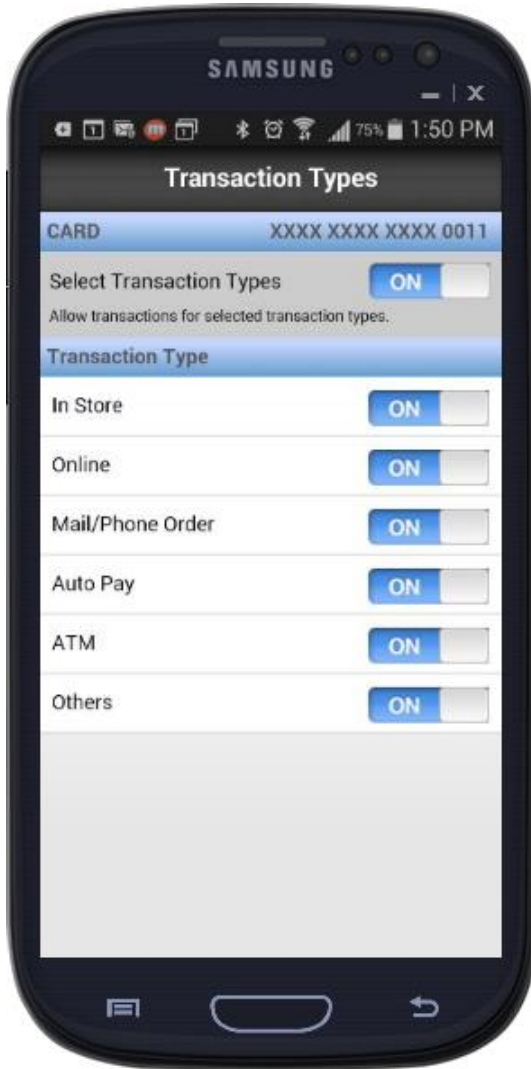 SAMSUNG
– | X
75% 1:50 PM
Transaction Types
CARD XXXX XXXX XXXX 0011
Select Transaction Types ON
Allow transactions for selected transaction types.
Transaction Type
In Store ON
Online ON
Mail/Phone Order ON
Auto Pay ON
ATM ON
Others ON